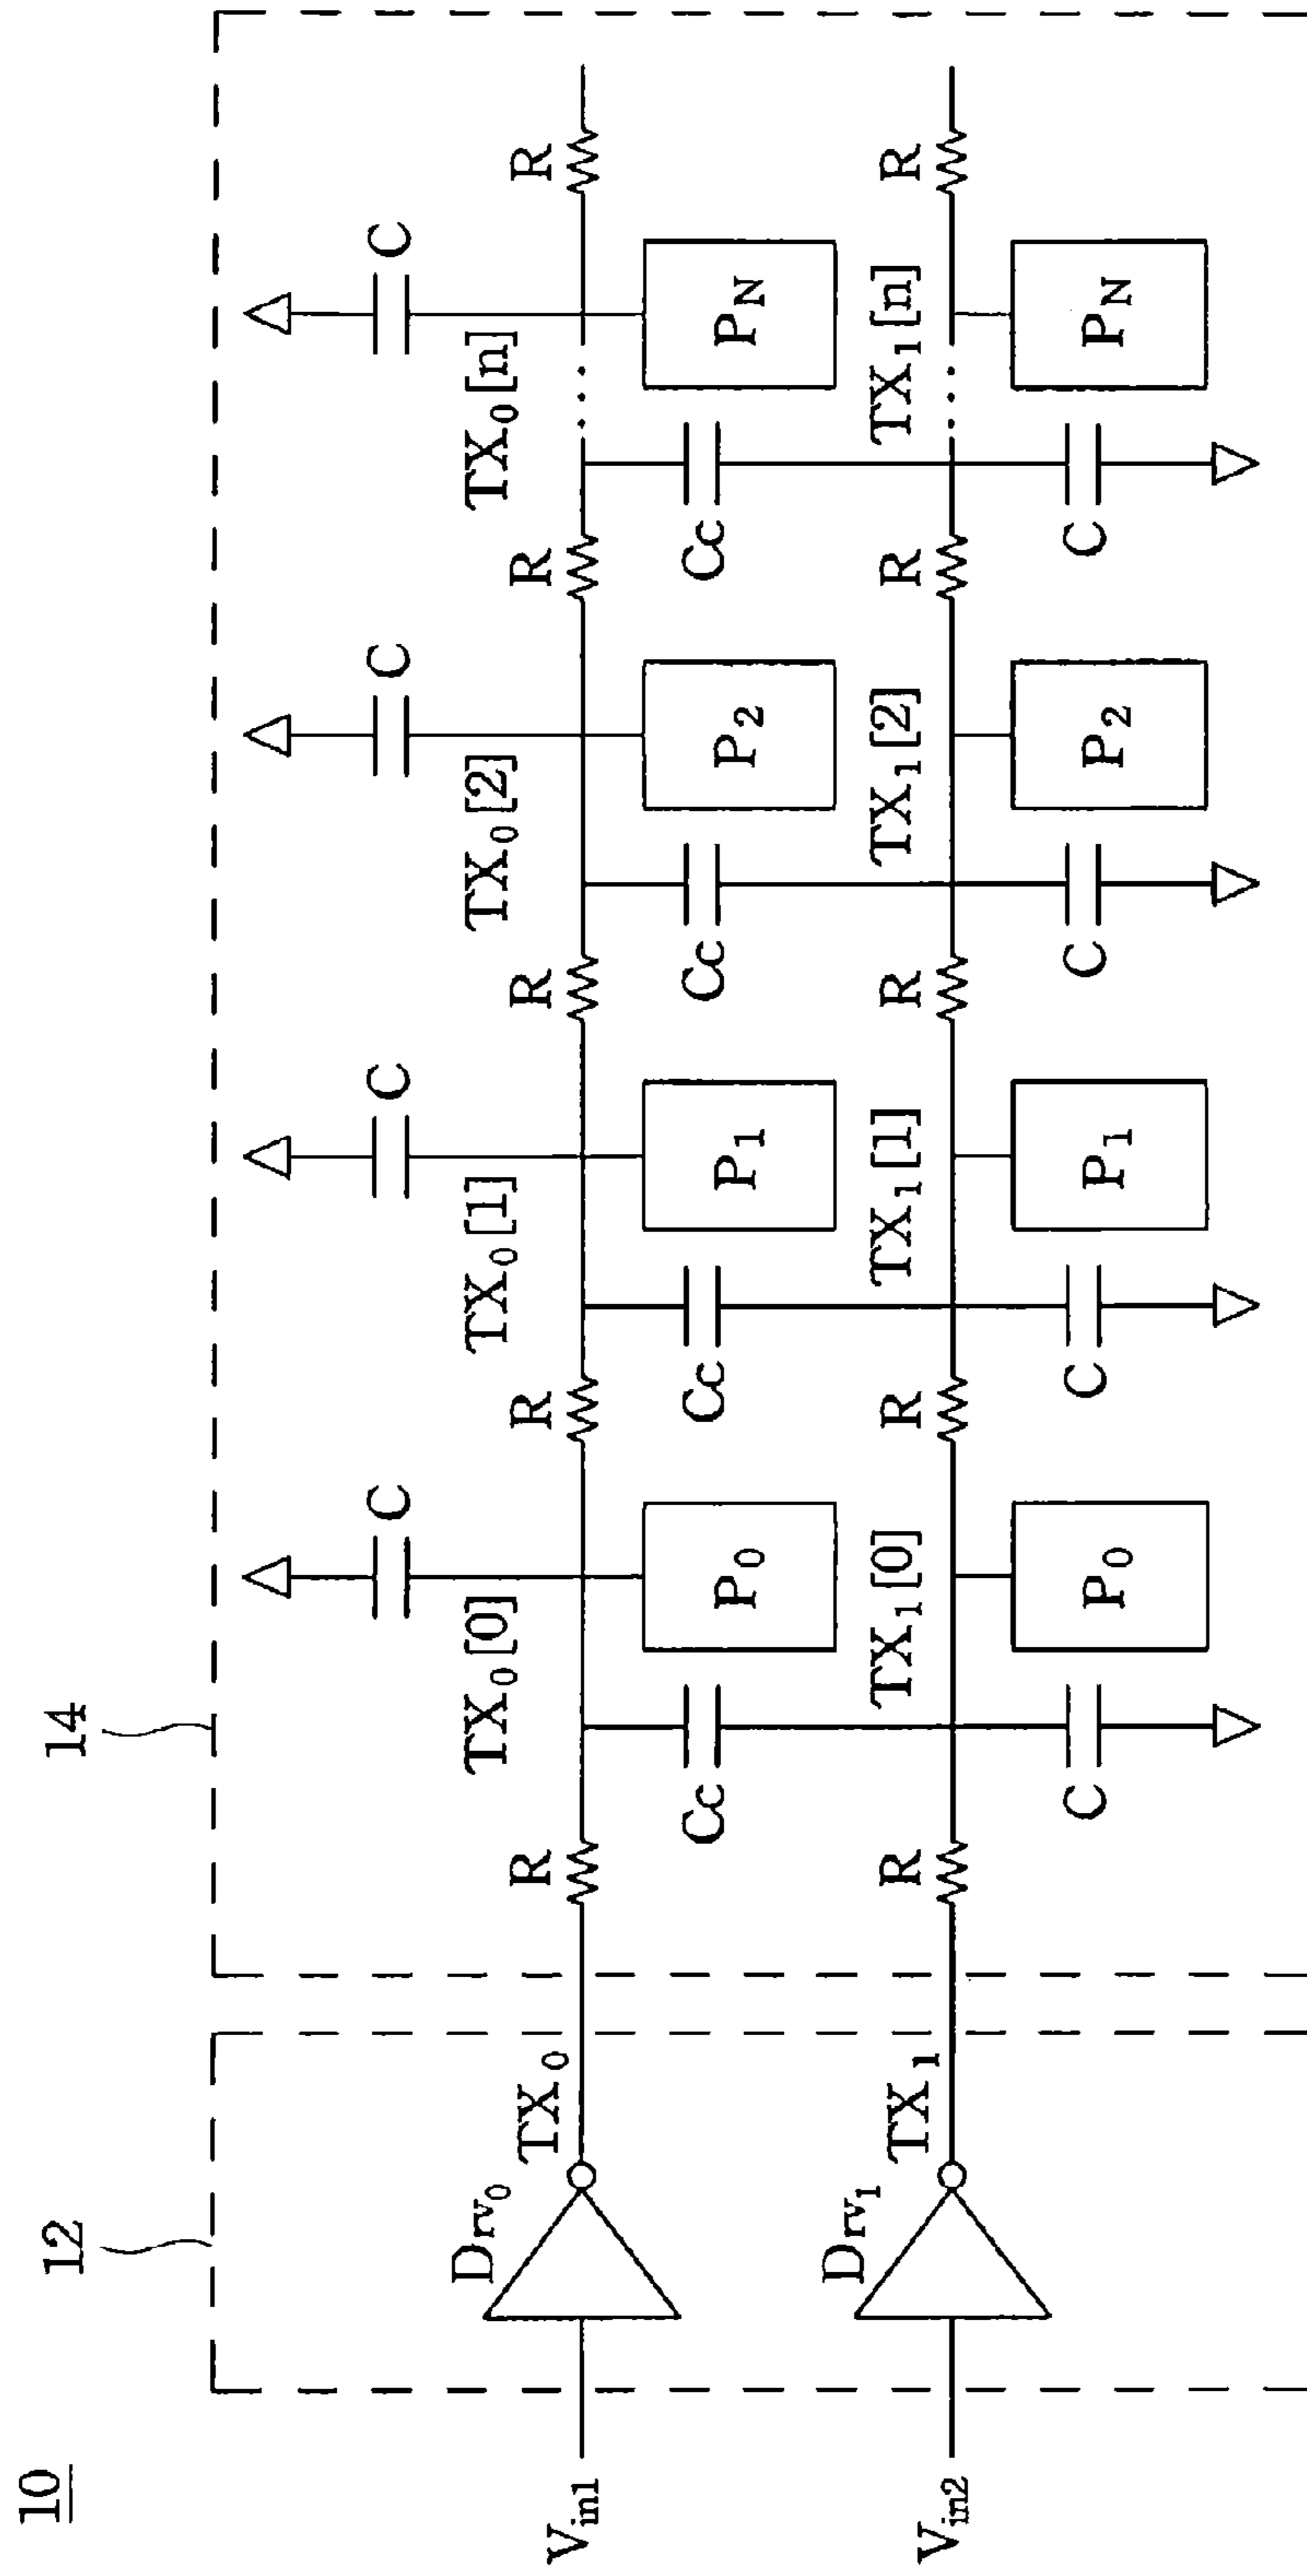 10
12
14
C
C
C
C
TX0[0]
TX0[1]
TX0[2]
TX0[n]
Vin1
Drv0
TX0
R
R
R
R
R
Cc
P0
Cc
P1
Cc
P2
Cc
PN
TX1[0]
TX1[1]
TX1[2]
TX1[n]
Vin2
Drv1
TX1
R
R
R
R
R
C
P0
C
P1
C
P2
C
PN